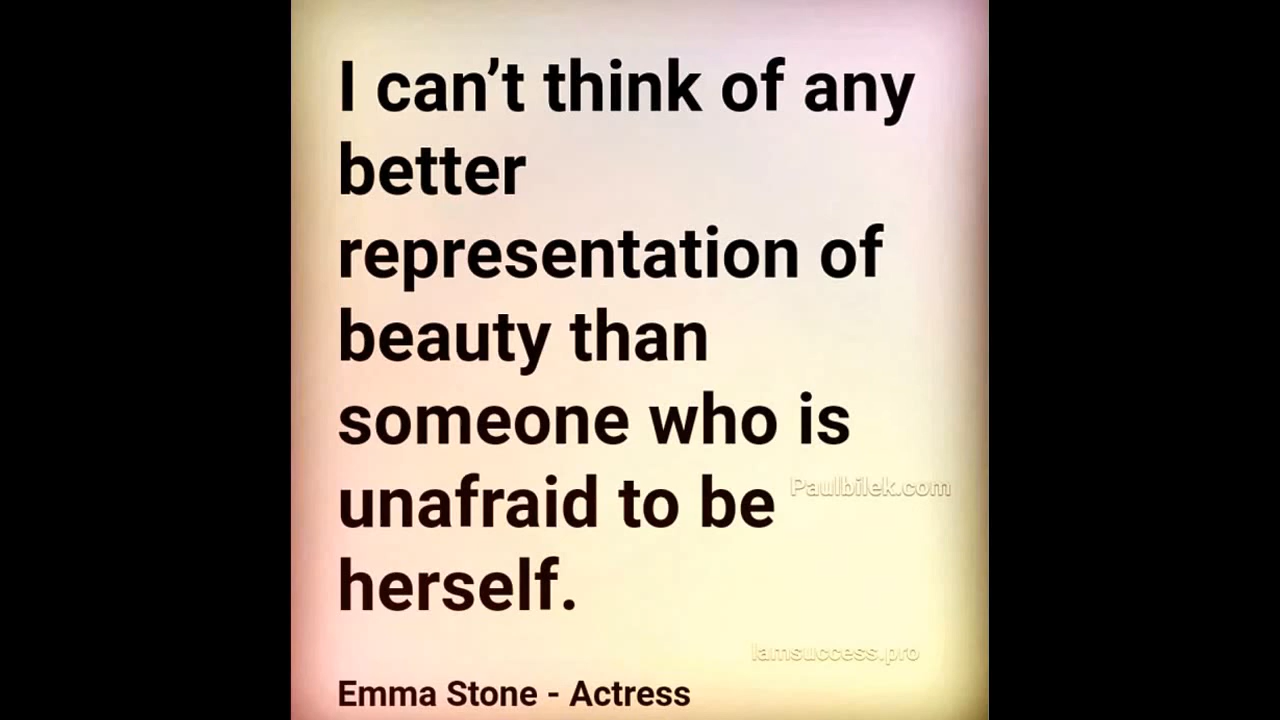 I can’t think of any
better
representation of
beauty than
someone who is
unafraid to be
Paulbilek.com
herself.
Iamsuccess.pro
Emma Stone - Actress